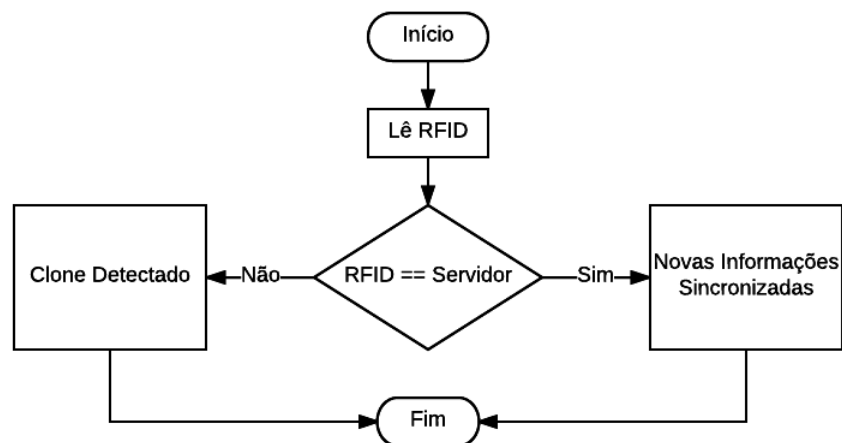 Início
Lê RFID
Clone Detectado
Não
RFID == Servidor
Sim
Novas Informações
Sincronizadas
Fim